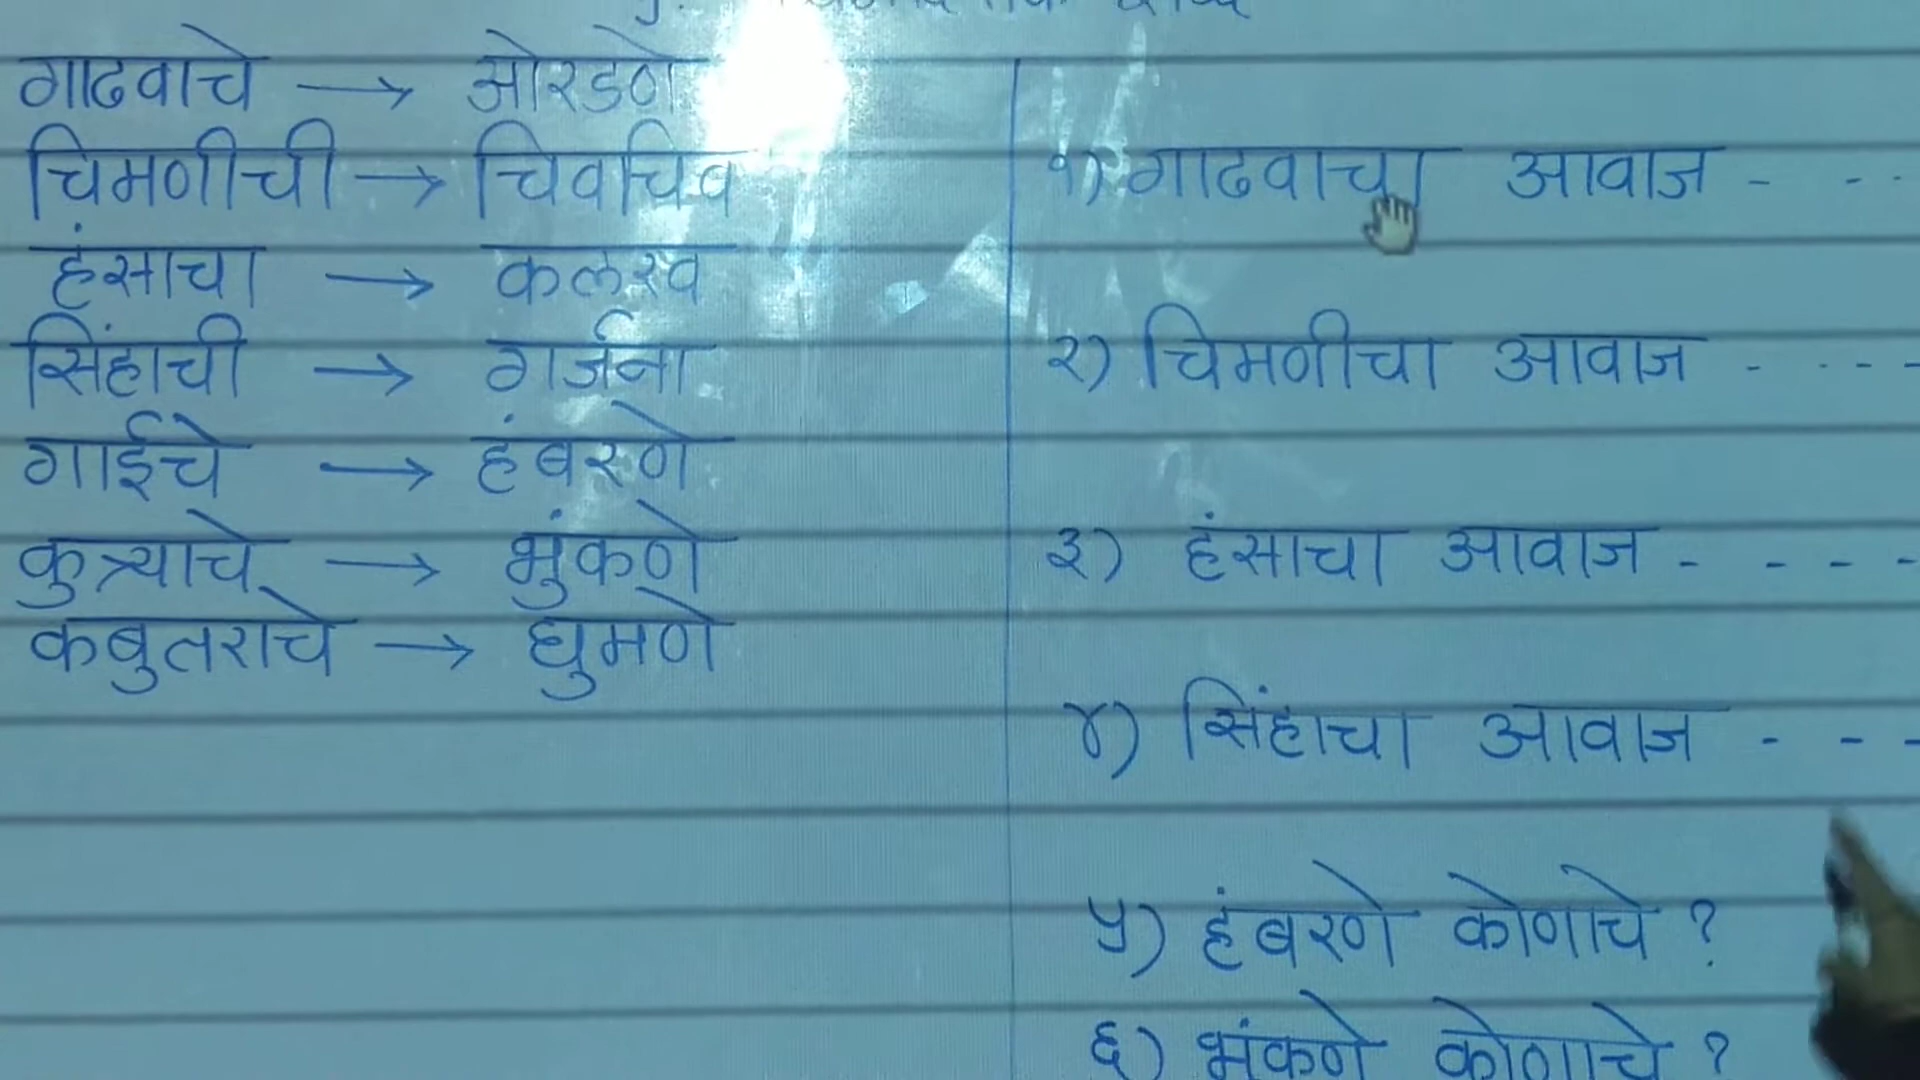 गाढवाचे → ओरडणे
चिमणीची → चिवचिव
हंसाचा → कलरव
सिंहाची → गर्जना
गाईचे → हंबरणे
कुत्र्याचे → भुंकणे
कबुतराचे → घुमणे
१) गाढवाचा आवाज - - -
२) चिमणीचा आवाज - - - -
३) हंसाचा आवाज - - - -
४) सिंहाचा आवाज - - -
५) हंबरणे कोणाचे ?
६) भुंकणे कोणाचे ?